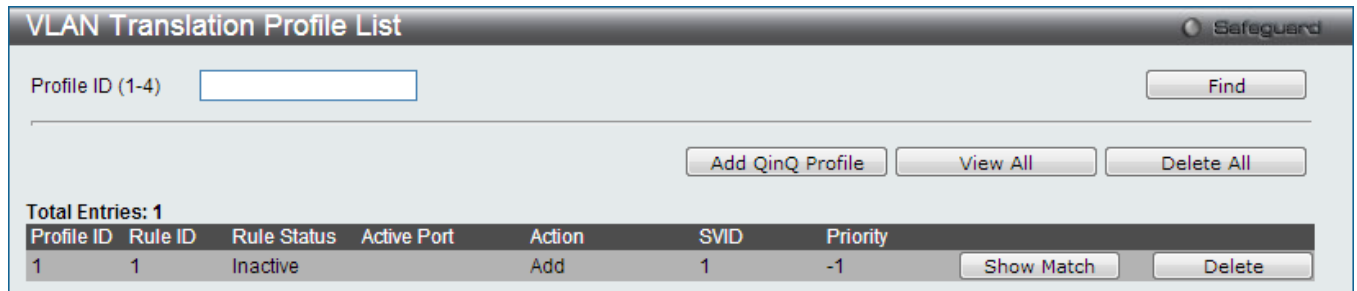 VLAN Translation Profile List Safeguard
Profile ID (1-4) Find
Add QinQ Profile View All Delete All
Total Entries: 1
Profile ID Rule ID Rule Status Active Port Action SVID Priority
1 1 Inactive Add 1 -1 Show Match Delete